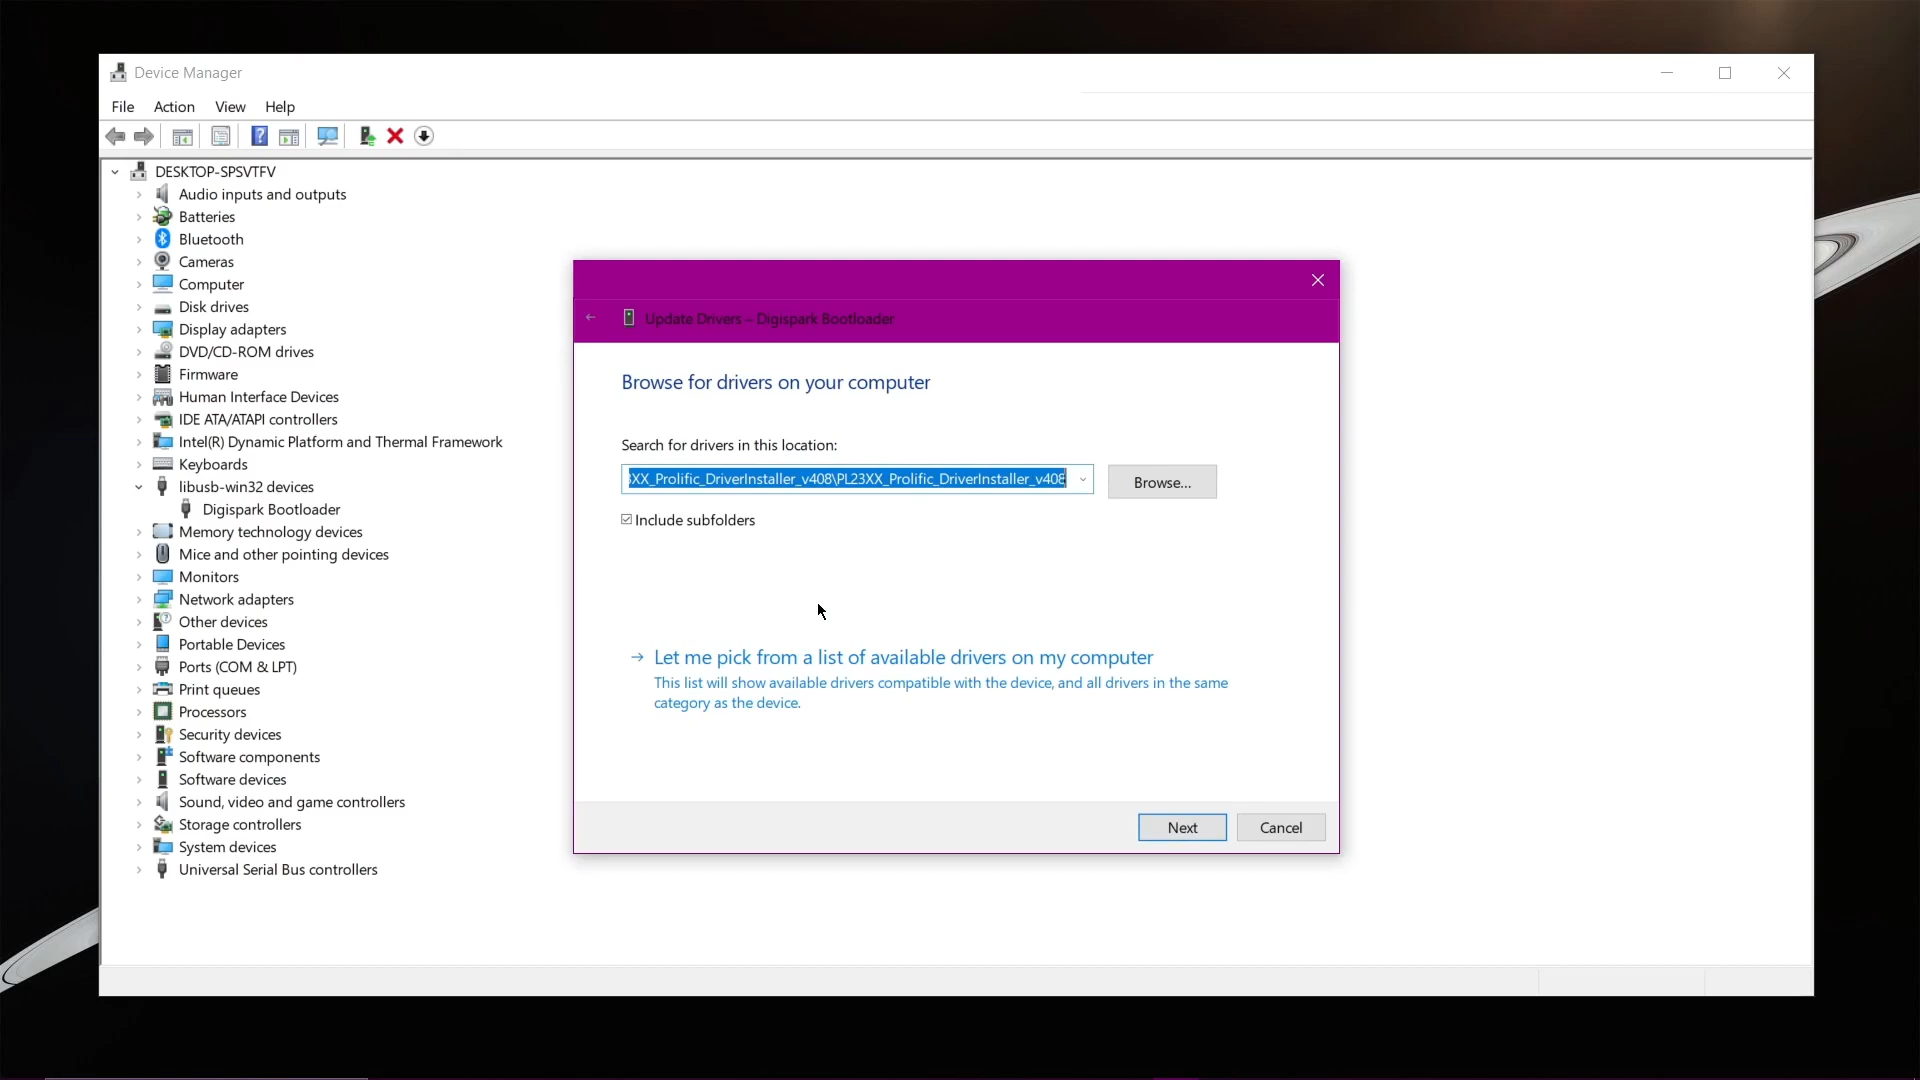 Device Manager
File Action View Help
DESKTOP-SPSVTFV
Audio inputs and outputs
Batteries
Bluetooth
Cameras
Computer
Disk drives
Display adapters
DVD/CD-ROM drives
Firmware
Human Interface Devices
IDE ATA/ATAPI controllers
Intel(R) Dynamic Platform and Thermal Framework
Keyboards
libusb-win32 devices
Digispark Bootloader
Memory technology devices
Mice and other pointing devices
Monitors
Network adapters
Other devices
Portable Devices
Ports (COM & LPT)
Print queues
Processors
Security devices
Software components
Software devices
Sound, video and game controllers
Storage controllers
System devices
Universal Serial Bus controllers
Update Drivers – Digispark Bootloader
Browse for drivers on your computer
Search for drivers in this location:
XX_Prolific_DriverInstaller_v408\PL23XX_Prolific_DriverInstaller_v408
Browse...
Include subfolders
Let me pick from a list of available drivers on my computer
This list will show available drivers compatible with the device, and all drivers in the same
category as the device.
Next Cancel